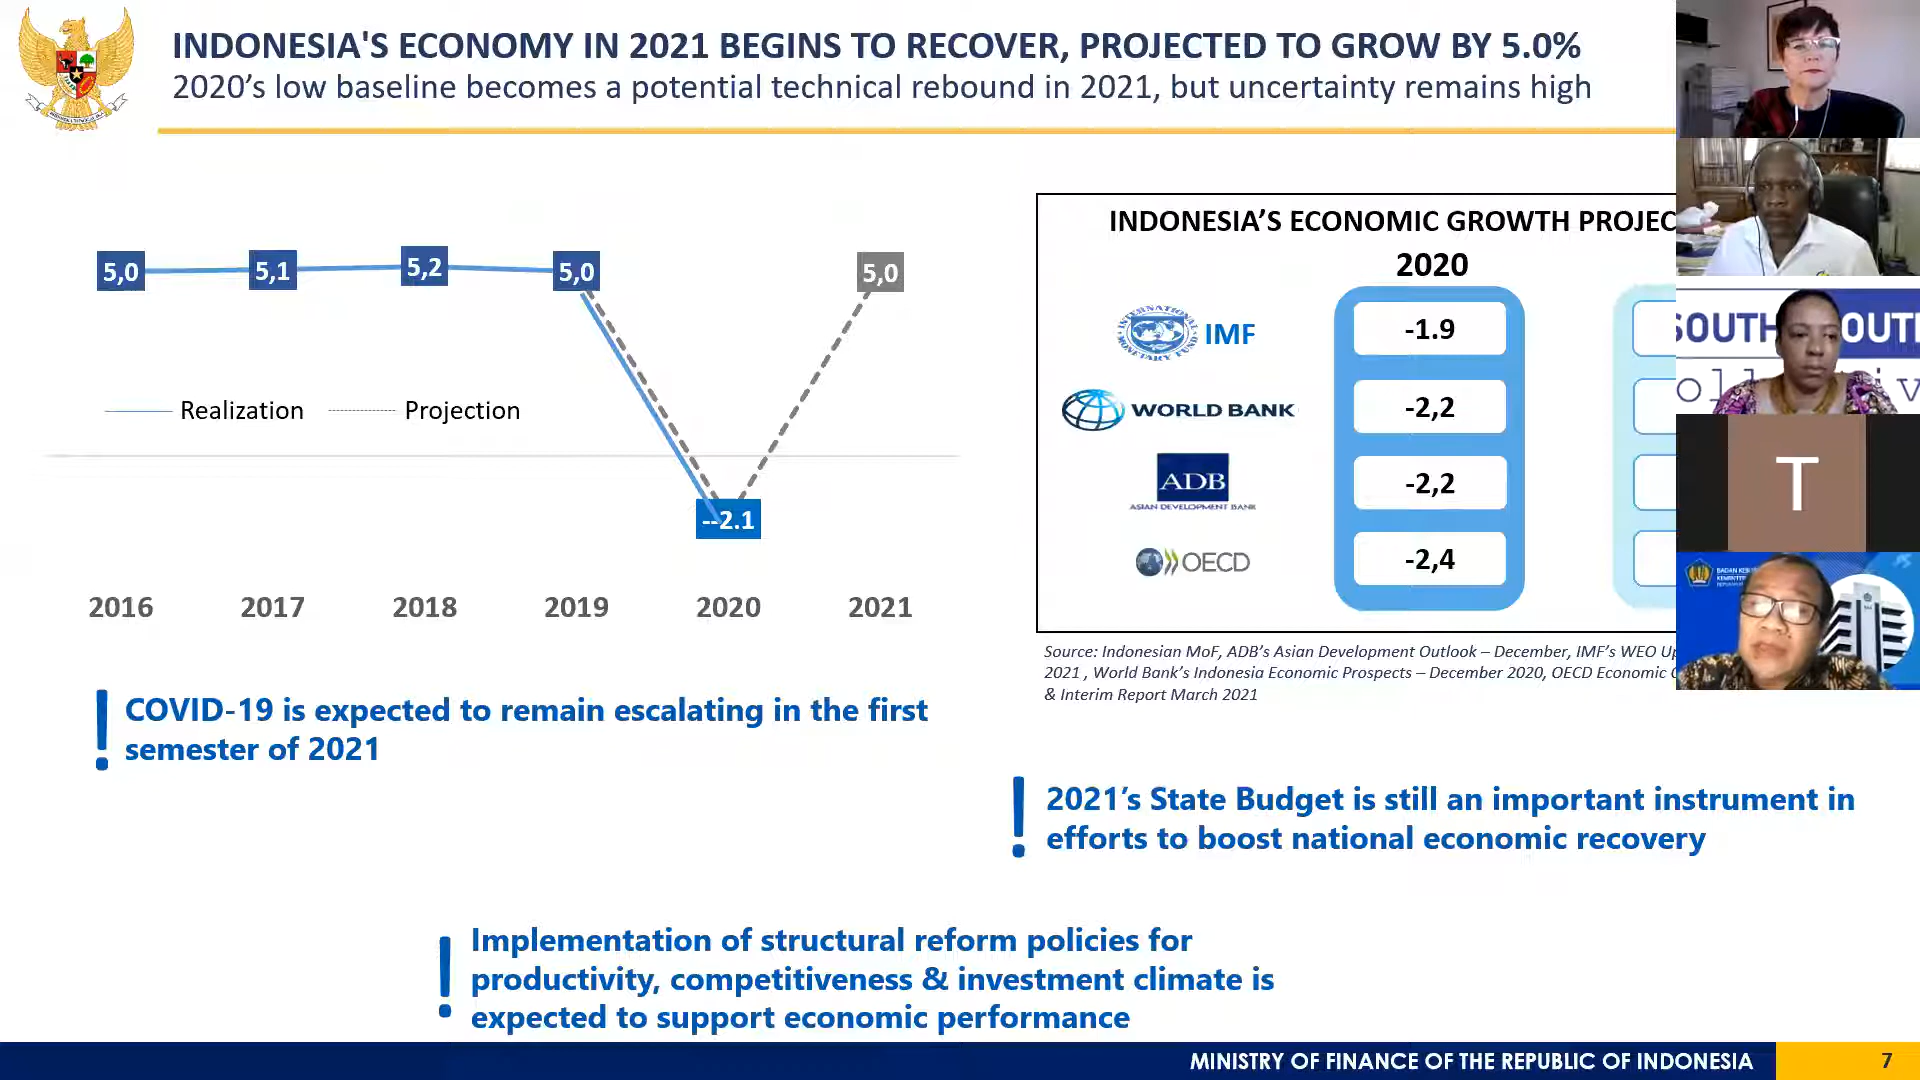 INDONESIA'S ECONOMY IN 2021 BEGINS TO RECOVER, PROJECTED TO GROW BY 5.0%
2020’s low baseline becomes a potential technical rebound in 2021, but uncertainty remains high
5,0
5,1
5,2
5,0
--2.1
5,0
Realization
Projection
2016
2017
2018
2019
2020
2021
INDONESIA’S ECONOMIC GROWTH PROJEC
2020
INTERNATIONAL MONETARY FUND
IMF
-1.9
WORLD BANK
-2,2
ADB
ASIAN DEVELOPMENT BANK
-2,2
OECD
-2,4
Source: Indonesian MoF, ADB’s Asian Development Outlook – December, IMF’s WEO
2021 , World Bank’s Indonesia Economic Prospects – December 2020, OECD Economic
& Interim Report March 2021
COVID-19 is expected to remain escalating in the first
semester of 2021
2021’s State Budget is still an important instrument in
efforts to boost national economic recovery
Implementation of structural reform policies for
productivity, competitiveness & investment climate is
expected to support economic performance
MINISTRY OF FINANCE OF THE REPUBLIC OF INDONESIA
7
SOUTH OUT
T
BADAN